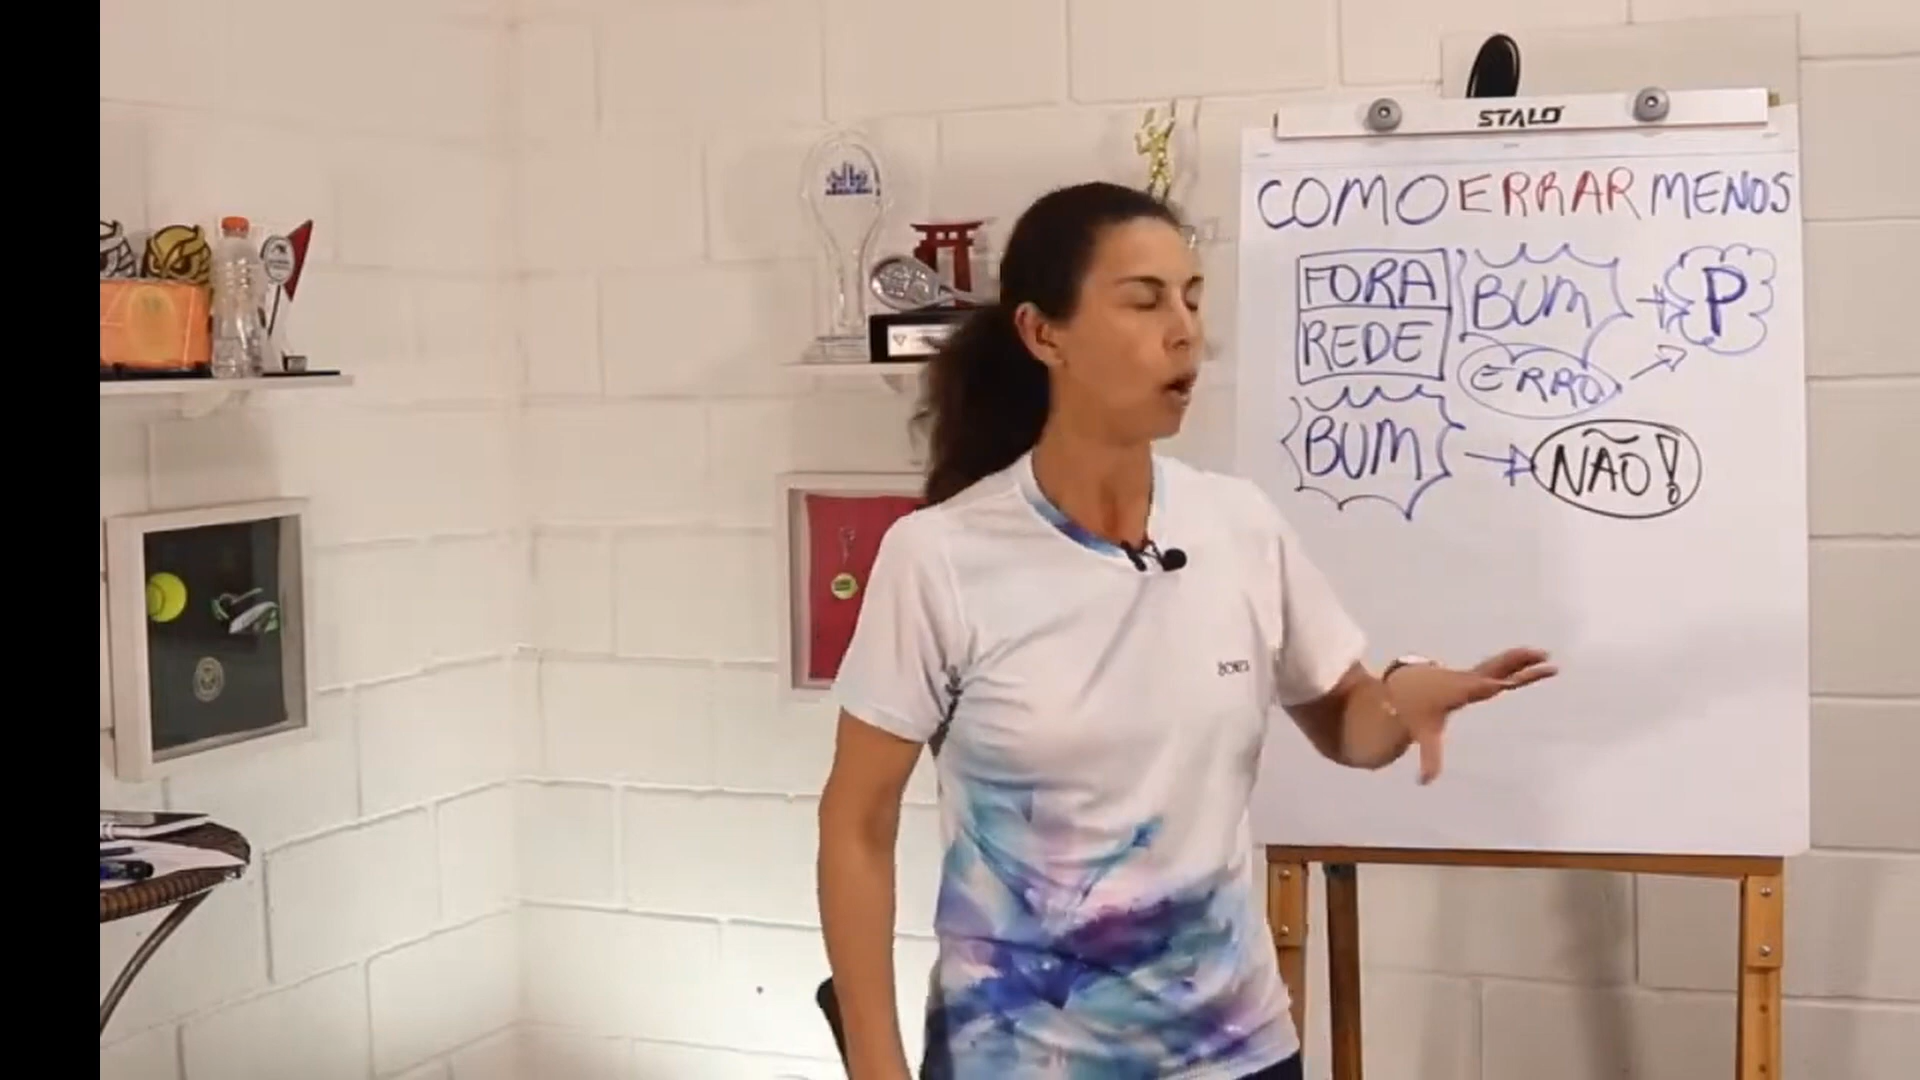 STALO
COMO ERRAR MENOS
FORA BUM → P
REDE
ERRO →
BUM → NÃO!